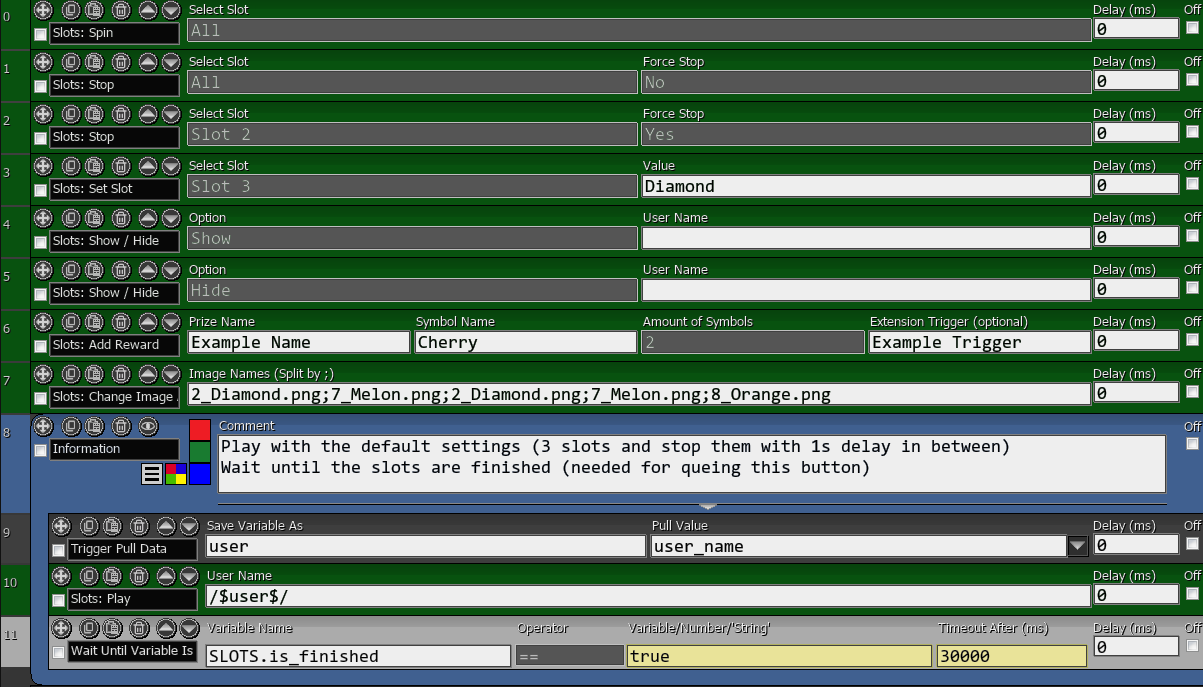 0
Select Slot
Delay (ms)
Off
Slots: Spin
All
0
1
Select Slot
Force Stop
Delay (ms)
Off
Slots: Stop
All
No
0
2
Select Slot
Force Stop
Delay (ms)
Off
Slots: Stop
Slot 2
Yes
0
3
Select Slot
Value
Delay (ms)
Off
Slots: Set Slot
Slot 3
Diamond
0
4
Option
User Name
Delay (ms)
Off
Slots: Show / Hide
Show
0
5
Option
User Name
Delay (ms)
Off
Slots: Show / Hide
Hide
0
6
Prize Name
Symbol Name
Amount of Symbols
Extension Trigger (optional)
Delay (ms)
Off
Slots: Add Reward
Example Name
Cherry
2
Example Trigger
0
7
Image Names (Split by ;)
Delay (ms)
Off
Slots: Change Image
2_Diamond.png;7_Melon.png;2_Diamond.png;7_Melon.png;8_Orange.png
0
8
Comment
Off
Information
Play with the default settings (3 slots and stop them with 1s delay in between)
Wait until the slots are finished (needed for queing this button)
9
Save Variable As
Pull Value
Delay (ms)
Off
Trigger Pull Data
user
user_name
0
10
User Name
Delay (ms)
Off
Slots: Play
/$user$/
0
11
Variable Name
Operator
Variable/Number/'String'
Timeout After (ms)
Delay (ms)
Off
Wait Until Variable Is
SLOTS.is_finished
==
true
30000
0